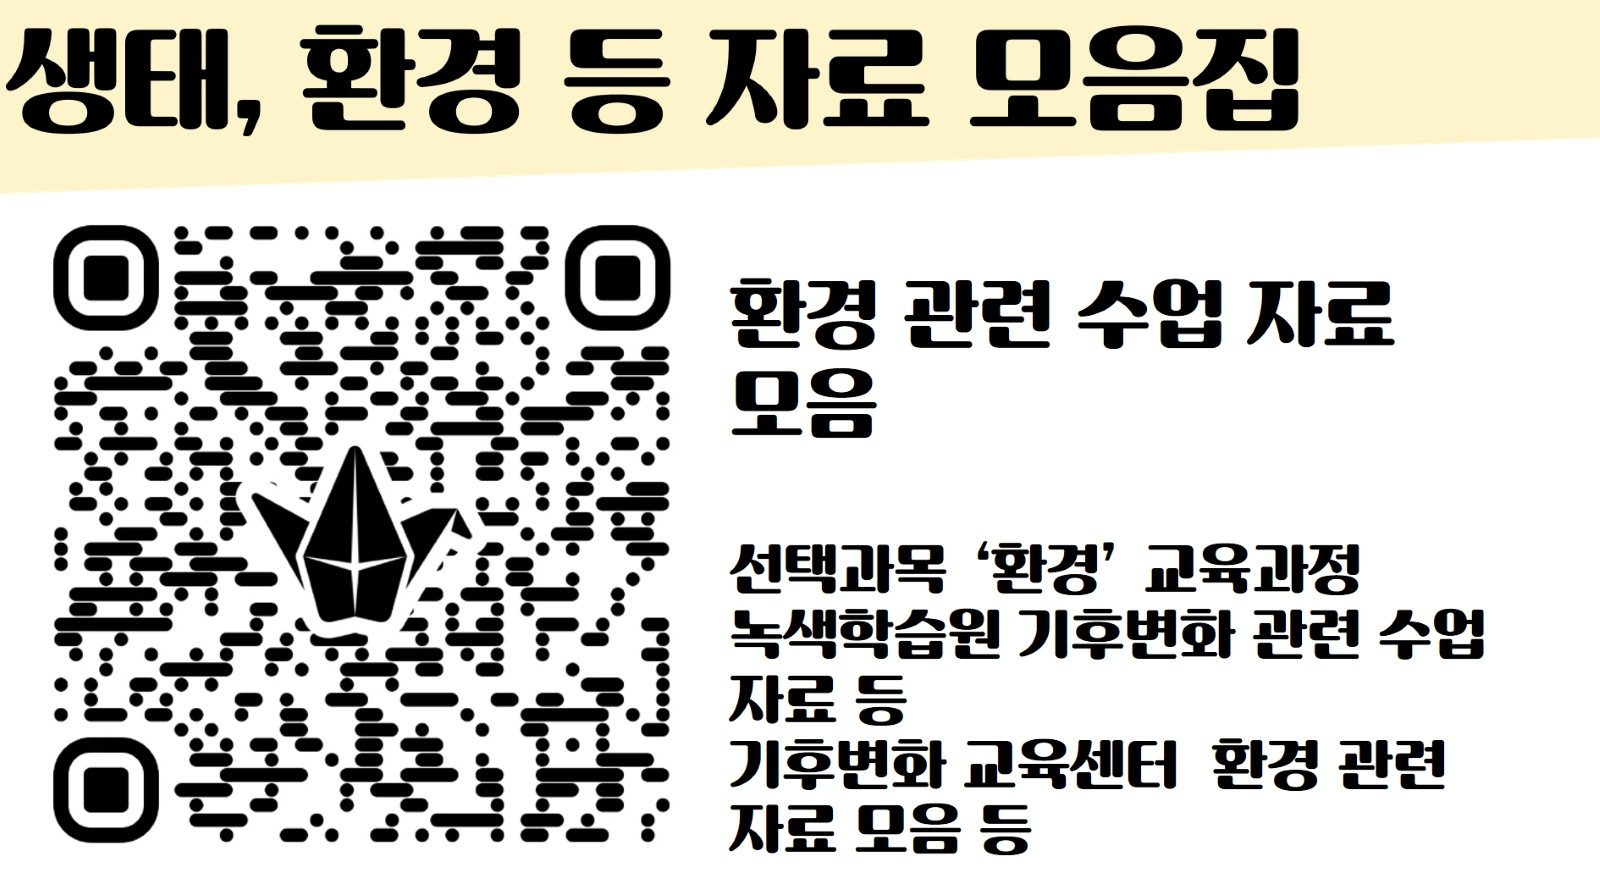 생태, 환경 등 자료 모음집
환경 관련 수업 자료
모음
선택과목 ‘환경’ 교육과정
녹색학습원 기후변화 관련 수업
자료 등
기후변화 교육센터 환경 관련
자료 모음 등